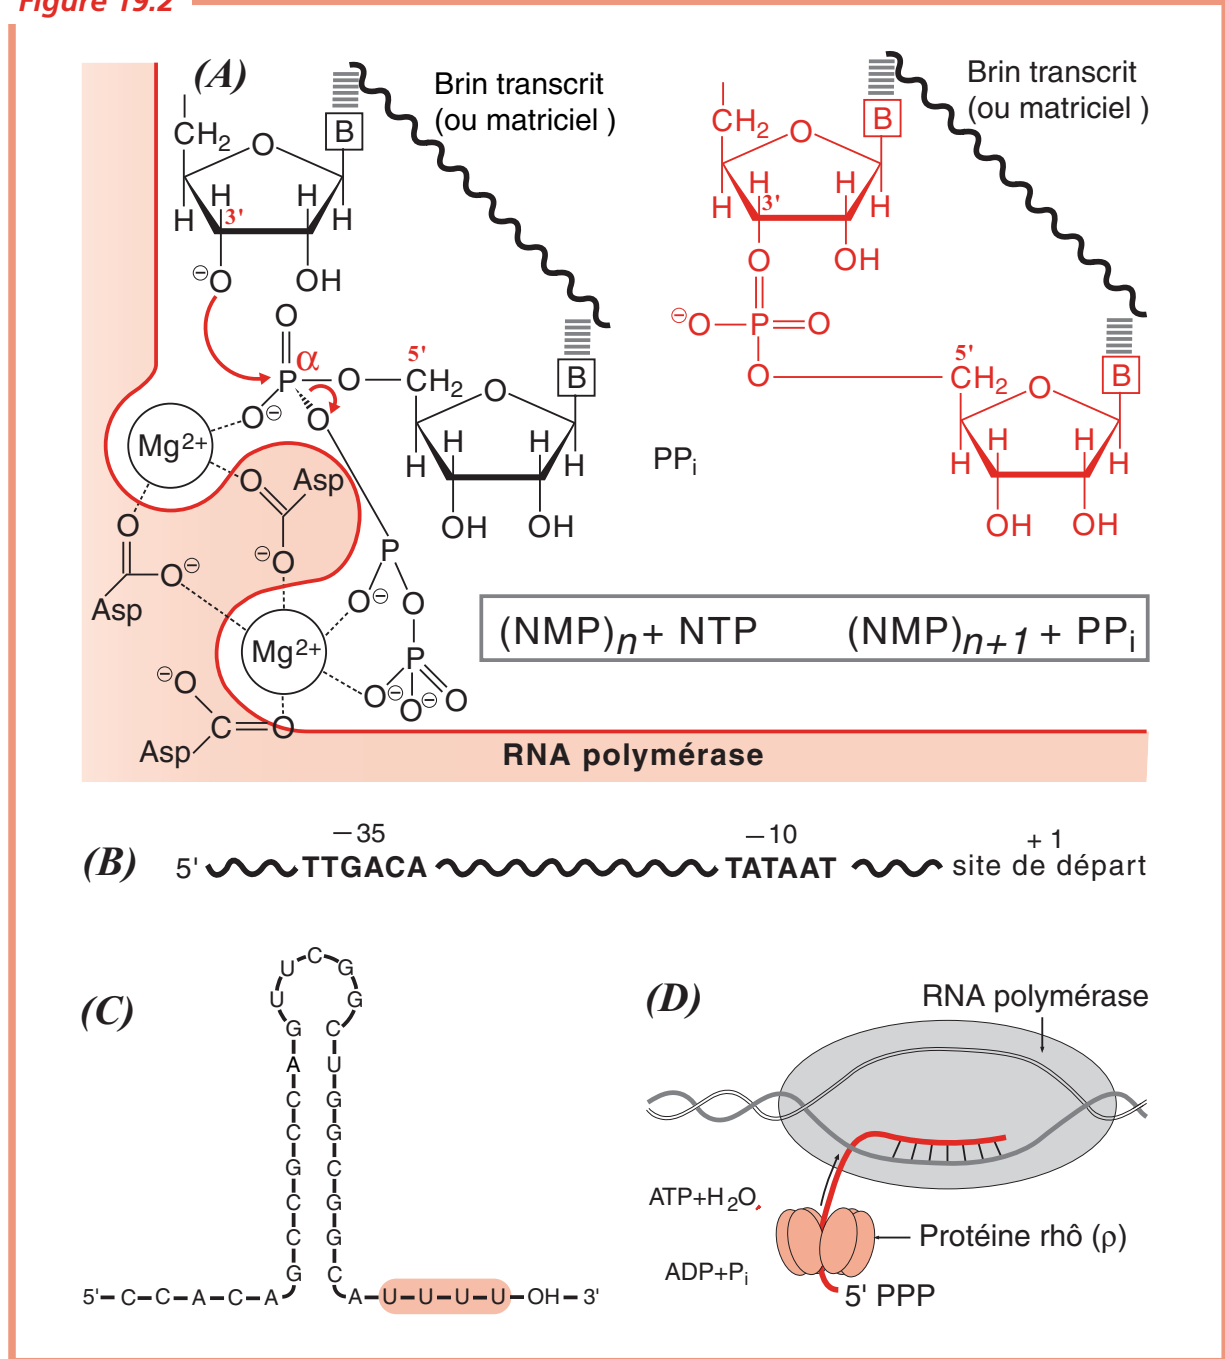 Figure 19.2
(A)
Brin transcrit
(ou matriciel )
Brin transcrit
(ou matriciel )
CH2
O
B
H
H
3'
H
H
⊖O
OH
O
α
P
O
5'
CH2
O
B
O⊖
O
H
H
H
H
OH
OH
Mg2+
O
Asp
O
⊖O
O⊖
Asp
P
O⊖
O
Mg2+
P
O⊖
O⊖
O
⊖O
C
O
Asp
PPi
CH2
O
B
H
H
3'
H
H
O
OH
⊖O
P
O
O
5'
CH2
O
B
H
H
H
H
OH
OH
(NMP)n + NTP (NMP)n+1 + PPi
RNA polymérase
(B)
–35
–10
+ 1
5' TTGACA TATAAT site de départ
(C)
5'-C-C-A-C-A-G-C-C-G-C-C-A-G-U-U-C-G-G-C-U-G-G-C-G-G-C-A-U-U-U-U-OH-3'
(D)
RNA polymérase
ATP+H2O
Protéine rhô (ρ)
ADP+Pi
5' PPP